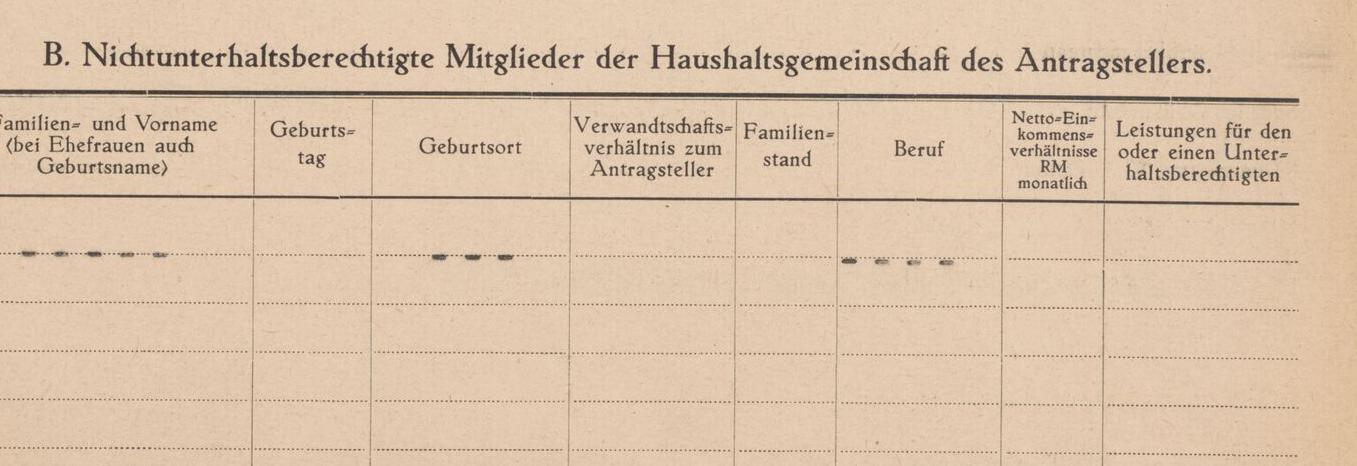 B. Nichtunterhaltsberechtigte Mitglieder der Haushaltsgemeinschaft des Antragstellers.
Familien- und Vorname
(bei Ehefrauen auch
Geburtsname)
Geburts-
tag
Geburtsort
Verwandtschafts-
verhältnis zum
Antragsteller
Familien-
stand
Beruf
Netto-Ein-
kommens-
verhältnisse
RM
monatlich
Leistungen für den
oder einen Unter-
haltsberechtigten
- - - - -
- - -
- - - -